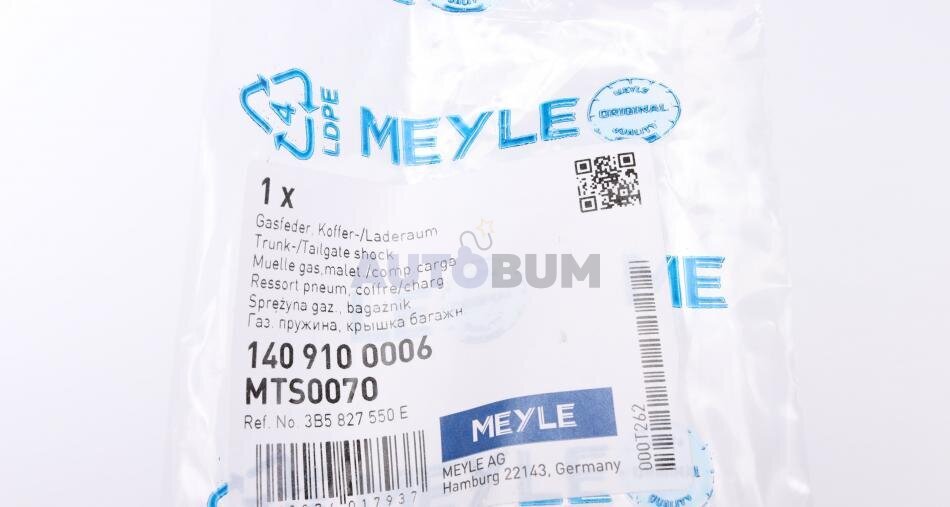 4
LDPE
MEYLE
MEYLE
ORIGINAL
QUALITY
1 x
Gasfeder, Koffer-/Laderaum
Trunk-/Tailgate shock
Muelle gas,malet./comp carga
Ressort pneum, coffre/charg
Sprężyna gaz., bagażnik
Газ. пружина, крышка багажн
AUTOBUM
140 910 0006
MTS0070
Ref. No. 3B5 827 550 E
MEYLE
MEYLE AG
Hamburg 22143, Germany
000T262